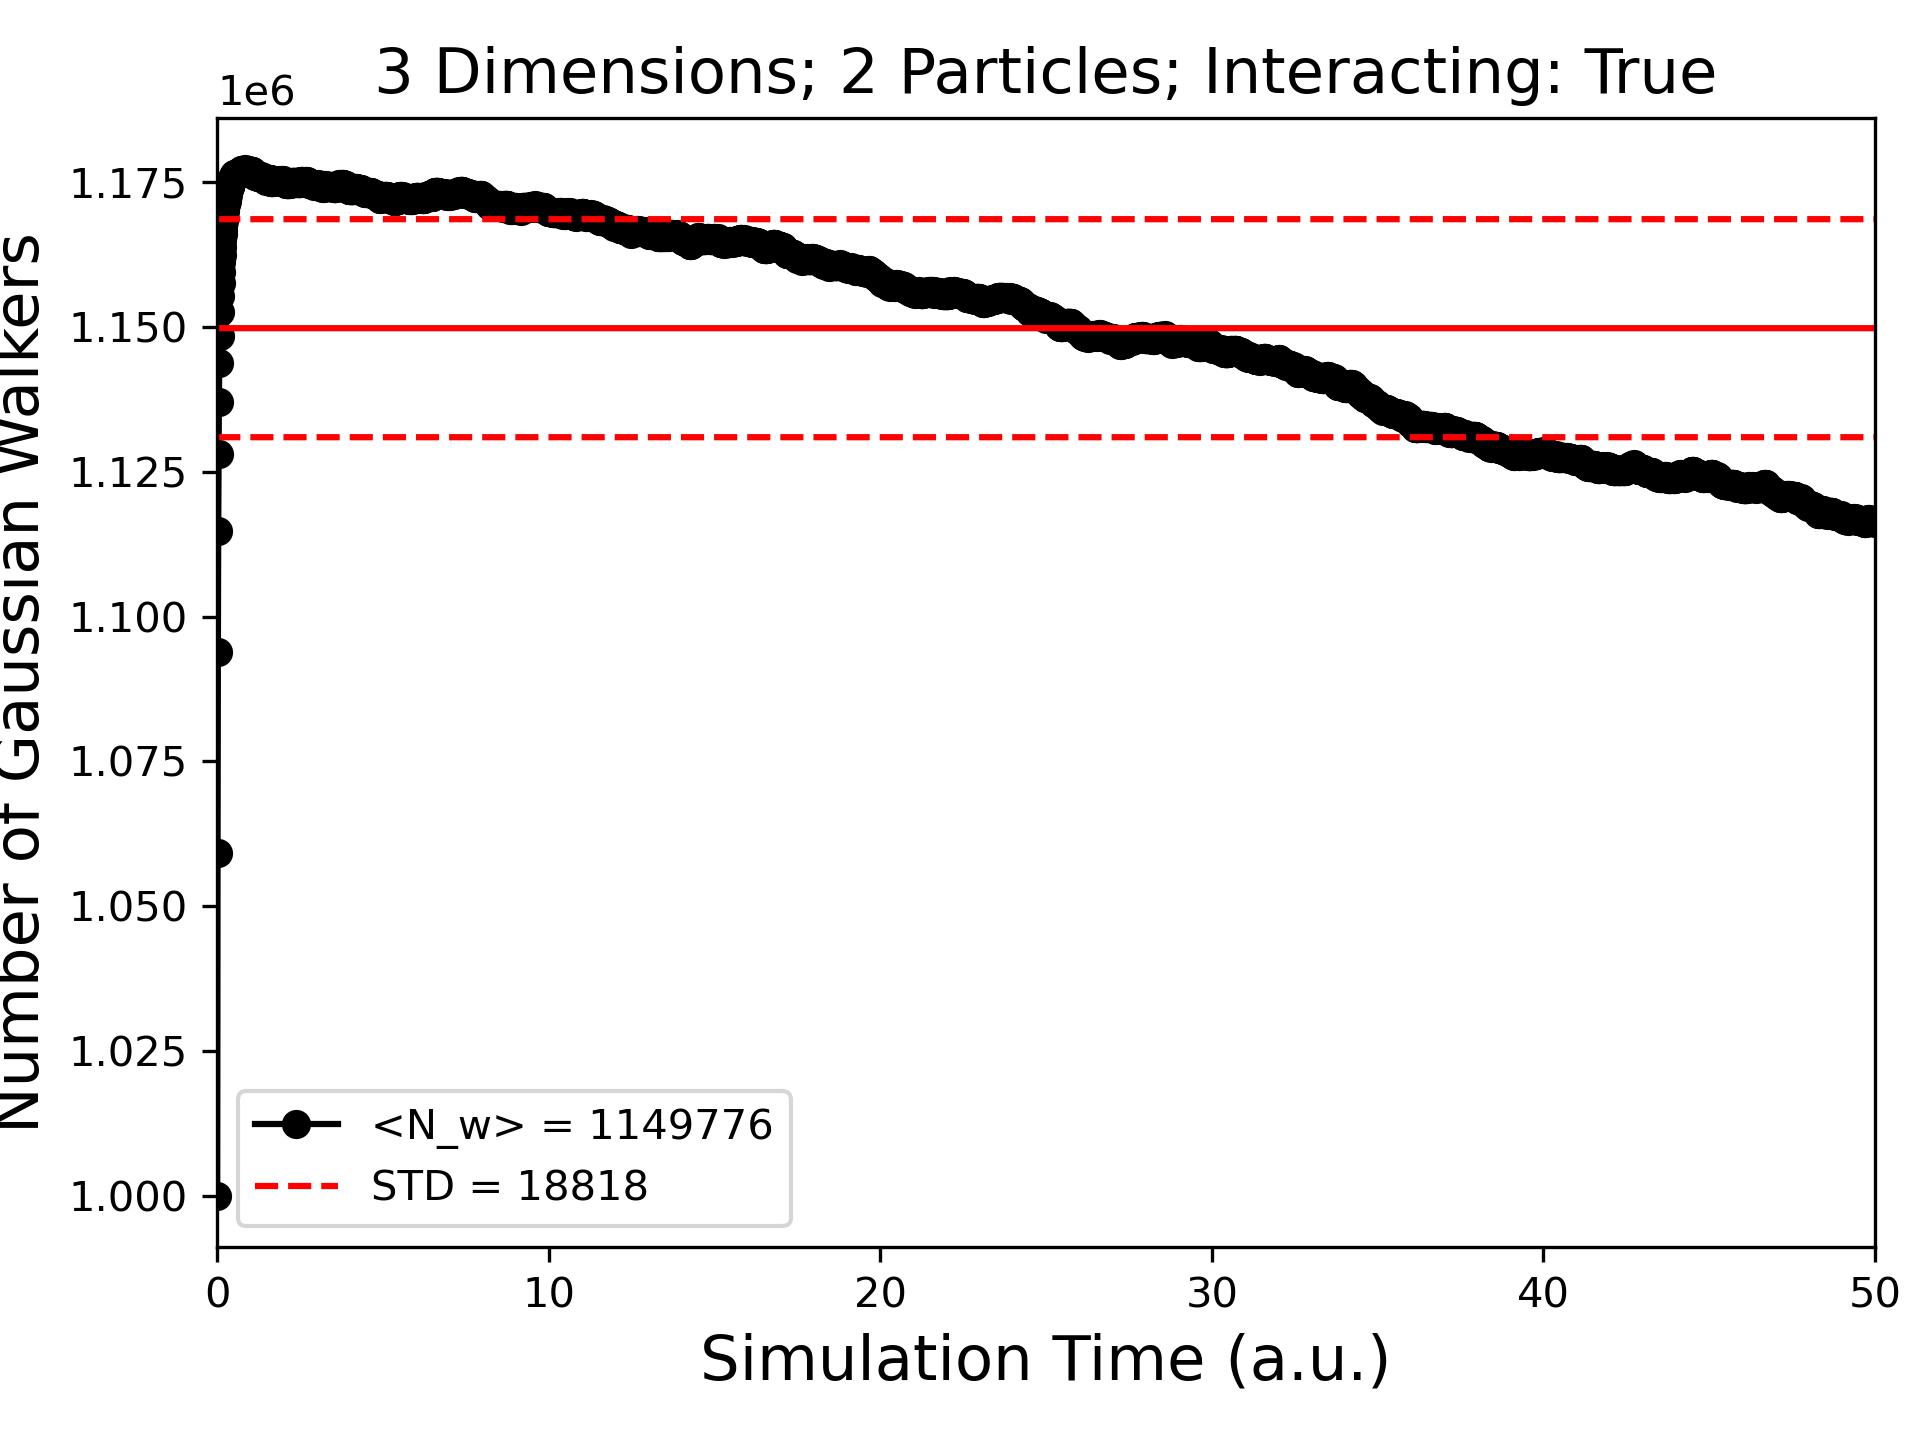 3 Dimensions; 2 Particles; Interacting: True
1e6
Number of Gaussian Walkers
1.175
1.150
1.125
1.100
1.075
1.050
1.025
1.000
<N_w> = 1149776
STD = 18818
0 10 20 30 40 50
Simulation Time (a.u.)